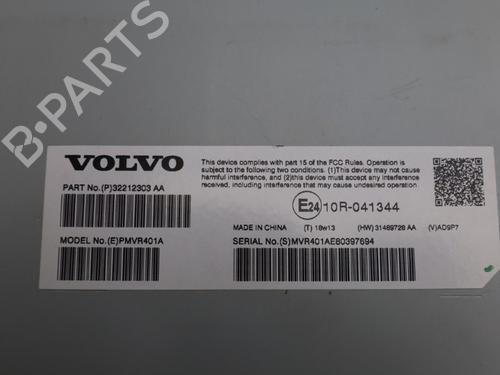 VOLVO
This device complies with part 15 of the FCC Rules. Operation is
subject to the following two conditions. (1)This device may not cause
harmful interference, and (2)this device must accept any interference
received, including interference that may cause undesired operation
PART No.(P)32212303 AA
E24 10R-041344
MADE IN CHINA (T) 18w13 (HW) 31489728 AA (V)AD9P7
MODEL No.(E)PMVR401A
SERIAL No.(S)MVR401AE80397694
B-PARTS